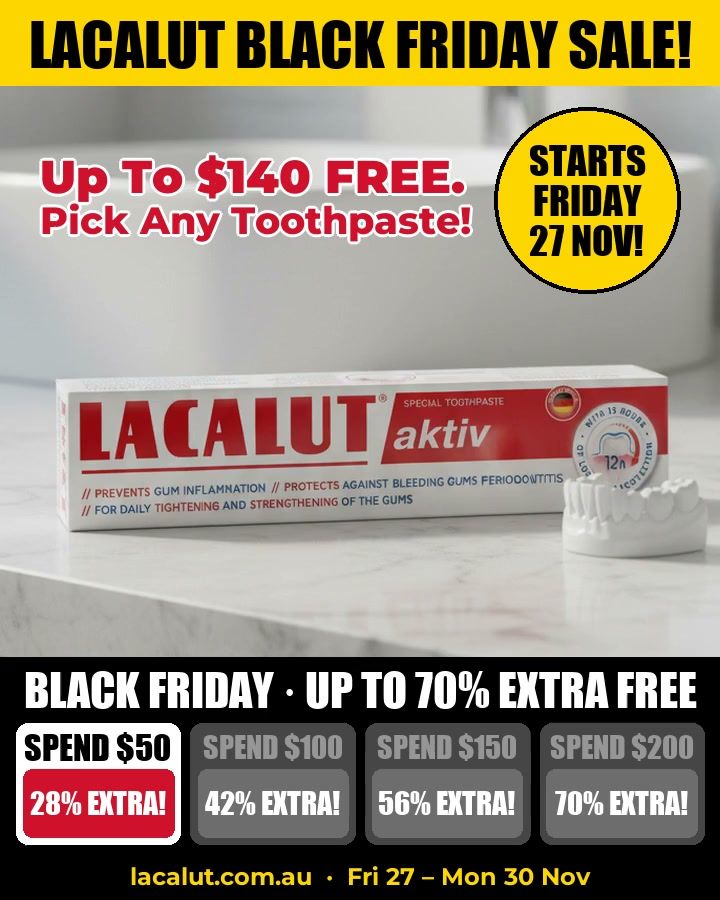 LACALUT BLACK FRIDAY SALE!
Up To $140 FREE.
Pick Any Toothpaste!
STARTS
FRIDAY
27 NOV!
LACALUT®
SPECIAL TOGTHPASTE
aktiv
// PREVENTS GUM INFLAMNATION // PROTECTS AGAINST BLEEDING GUMS
// FOR DAILY TIGHTENING AND STRENGTHENING OF THE GUMS
12h
BLACK FRIDAY · UP TO 70% EXTRA FREE
SPEND $50
28% EXTRA!
SPEND $100
42% EXTRA!
SPEND $150
56% EXTRA!
SPEND $200
70% EXTRA!
lacalut.com.au · Fri 27 – Mon 30 Nov